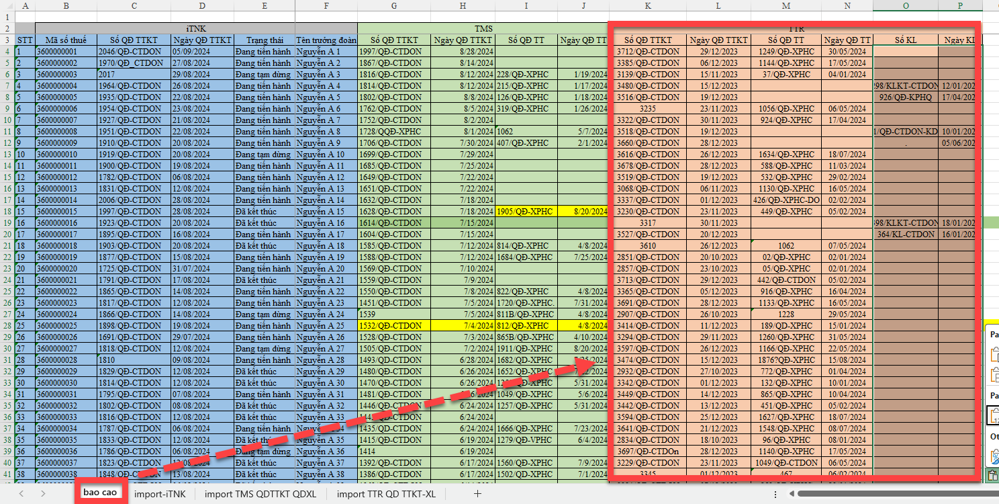 A B C D E F G H I J K L M N O P
1
2 iTNK TMS TTR
3 STT Mã số thuế Số QĐ TTKT Ngày QĐ TTKT Trạng thái Tên trưởng đoàn Số QĐ TTKT Ngày QĐ TTKT Số QĐ TT Ngày QĐ TT Số QĐ TTKT Ngày QĐ TTKT Số QĐ TT Ngày QĐ TT Số KL Ngày KL
4 1 3600000001 2046/QĐ-CTDON 05/09/2024 Đang tiến hành Nguyễn A 1 1997/QĐ-CTDON 8/28/2024 3712/QĐ-CTDON 29/12/2023 1249/QĐ-XPHC 30/05/2024
5 2 3600000002 1970/QĐ_CTDON 27/08/2024 Đang tiến hành Nguyễn A 2 1867/QĐ-CTDON 8/14/2024 3385/QĐ-CTDON 06/12/2023 1144/QĐ-XPHC 17/05/2024
6 3 3600000003 2017 29/08/2024 Đang tạm dừng Nguyễn A 3 1816/QĐ-CTDON 8/12/2024 228/QĐ-XPHC 1/19/2024 3139/QĐ-CTDON 15/11/2023 37/QĐ-XPHC 04/01/2024
7 4 3600000004 1964/QĐ-CTDON 26/08/2024 Đang tiến hành Nguyễn A 4 1814/QĐ-CTDON 8/12/2024 215/QĐ-XPHC 1/17/2024 3480/QĐ-CTDON 15/12/2023 298/KLKT-CTDON 12/01/202
8 5 3600000005 1935/QD-CTDON 22/08/2024 Đang tiến hành Nguyễn A 5 1802/QĐ-CTDON 8/8/2024 126/QĐ-XPHC 1/18/2024 3516/QĐ-CTDON 19/12/2023 926/QĐ-KPHQ 17/04/202
9 6 3600000006 1954/QĐ-CTDON 23/08/2024 Đang tiến hành Nguyễn A 6 1762/QĐ-CTDON 8/5/2024 319/QĐ-XPHC 1/26/2024 3235 23/11/2023 1056/QĐ-XPHC 06/05/2024
10 7 3600000007 1927/QĐ-CTDON 21/08/2024 Đang tiến hành Nguyễn A 7 1752/QĐ-CTDON 8/2/2024 3322/QĐ-CTDON 30/11/2023 924/QĐ-XPHC 17/04/2024
11 8 3600000008 1951/QĐ-CTDON 22/08/2024 Đang tiến hành Nguyễn A 8 1728/QQĐ-XPHC 8/1/2024 1062 5/7/2024 3518/QĐ-CTDON 19/12/2023 1/QĐ-CTDON-KD 10/01/202
12 9 3600000009 1910/QĐ-CTDON 20/08/2024 Đang tiến hành Nguyễn A 9 1706/QĐ-CTDON 7/30/2024 407/QĐ-XPHC 2/1/2024 3660/QĐ-CTDON 28/12/2023 . 05/06/202
13 10 3600000010 1919/QĐ-CTDON 20/08/2024 Đang tạm dừng Nguyễn A 10 1699/QĐ-CTDON 7/29/2024 3616/QĐ-CTDON 26/12/2023 1634/QĐ-XPHC 18/07/2024
14 11 3600000011 1900/QĐ-CTDON 19/08/2024 Đang tiến hành Nguyễn A 11 1685/QĐ-CTDON 7/25/2024 3678/QĐ-CTDON 28/12/2023 588/QĐ-TT 11/03/2024
15 12 3600000012 1782/QĐ-CTDON 06/08/2024 Đang tiến hành Nguyễn A 12 1649/QĐ-CTDON 7/22/2024 3519/QĐ-CTDON 19/12/2023 532/QĐ-TT 29/02/2024
16 13 3600000013 1831/QĐ-CTDON 12/08/2024 Đang tiến hành Nguyễn A 13 1651/QĐ-CTDON 7/22/2024 3068/QĐ-CTDON 06/11/2023 1130/QĐ-XPHC 16/05/2024
17 14 3600000014 2006/QĐ-CTDON 28/08/2024 Đang tiến hành Nguyễn A 14 1632/QĐ-CTDON 7/18/2024 3337/QĐ-CTDON 01/12/2023 426/QĐ-XPHC-DO 02/02/2024
18 15 3600000015 1997/QĐ-CTDON 28/08/2024 Đã kết thúc Nguyễn A 15 1628/QĐ-CTDON 7/18/2024 1905/QĐ-XPHC 8/20/2024 3230/QĐ-CTDON 23/11/2023 449/QĐ-XPHC 05/02/2024
19 16 3600000016 1923/QĐ-CTDON 20/08/2024 Đã kết thúc Nguyễn A 16 1614/QĐ-CTDON 7/15/2024 3317 30/11/2023 98/KLKT-CTDON 18/01/202
20 17 3600000017 1895/QĐ-CTDON 16/08/2024 Đang tiến hành Nguyễn A 17 1604/QĐ-CTDON 7/15/2024 3527/QĐ-CTDON 20/12/2023 364/KL-CTDON 16/01/202
21 18 3600000018 1903/QĐ-CTDON 20/08/2024 Đã kết thúc Nguyễn A 18 1585/QĐ-CTDON 7/12/2024 814/QĐ-XPHC 4/8/2024 3610 26/12/2023 1062 07/05/2024
22 19 3600000019 1877/QĐ-CTDON 15/08/2024 Đang tiến hành Nguyễn A 19 1588/QĐ-CTDON 7/12/2024 1684/QĐ-XPHC 7/25/2024 2851/QĐ-CTDON 20/10/2023 02/QĐ-XPHC 02/01/2024
23 20 3600000020 1725/QĐ-CTDON 31/07/2024 Đang tiến hành Nguyễn A 20 1569/QĐ-CTDON 7/10/2024 2857/QĐ-CTDON 23/10/2023 05/QĐ-XPHC 02/01/2024
24 21 3600000021 1791/QĐ-CTDON 17/08/2024 Đã kết thúc Nguyễn A 21 1559/QĐ-CTDON 7/9/2024 3713/QĐ-CTDON 29/12/2023 442/QĐ-CTDON 05/02/2024
25 22 3600000022 1865/QĐ-CTDON 14/08/2024 Đang tiến hành Nguyễn A 22 1550/QĐ-CTDON 7/8/2024 822/QĐ-XPHC 4/8/2024 3365/QĐ-CTDON 05/12/2023 916/QĐ-XPHC 16/04/2024
26 23 3600000023 1817/QĐ-CTDON 12/08/2024 Đang tiến hành Nguyễn A 23 1451/QĐ-CTDON 7/5/2024 1720/QĐ-XPHC. 7/31/2024 3691/QĐ-CTDON 28/12/2023 1133/QĐ-XPHC 16/05/2024
27 24 3600000024 1866/QĐ-CTDON 14/08/2024 Đang tạm dừng Nguyễn A 24 1539 7/5/2024 811B/QĐ-XPHC 4/8/2024 2907/QĐ-CTDON 26/10/2023 1228 29/05/2024
28 25 3600000025 1898/QĐ-CTDON 19/08/2024 Đang tiến hành Nguyễn A 25 1532/QĐ-CTDON 7/4/2024 812/QĐ-XPHC 4/8/2024 3414/QĐ-CTDON 11/12/2023 189/QD-XPHC 15/01/2024
29 26 3600000026 1691/QĐ-CTDON 29/07/2024 Đang tiến hành Nguyễn A 26 1528/QĐ-CTDON 7/3/2024 865B/QĐ-XPHC 4/10/2024 3294/QĐ-CTDON 29/11/2023 1260/QĐ-XPHC 31/05/2024
30 27 3600000027 1818/QĐ-CTDON 12/08/2024 Đang tạm dừng Nguyễn A 27 1505/QĐ-CTDON 7/2/2024 1911/QĐ-XPHC 8/20/2024 3597/QĐ-CTDON 26/12/2023 1166/QĐ-XPHC 22/05/2024
31 28 3600000028 1810 09/08/2024 Đang tiến hành Nguyễn A 28 1493/QĐ-CTDON 6/28/2024 1682/QD-XPHC 3474/QĐ-CTDON 15/12/2023 1876?QĐ-XPHC 15/08/2024
32 29 3600000029 1829/QĐ-CTDON 12/08/2024 Đã kết thúc Nguyễn A 29 1480/QĐ-CTDON 6/26/2024 1652/QĐ-XPHC 2932/QĐ-CTDON 27/10/2023 772/QĐ-XPHC 01/04/2024
33 30 3600000030 1814/QĐ-CTDON 12/08/2024 Đã kết thúc Nguyễn A 30 1470/QĐ-CTDON 6/26/2024 5/31/2024 3342/QĐ-CTDON 01/12/2023 132/QĐ-XPHC 10/01/2024
34 31 3600000031 1795/QĐ-CTDON 07/08/2024 Đang tiến hành Nguyễn A 31 1481/QĐ-CTDON 1049/QĐ-XPHC 5/6/2024 3449/QĐ-CTDON 14/12/2023 865/QĐ-XPHC 10/04/2024
35 32 3600000032 1802/QĐ-CTDON 08/08/2024 Đã kết thúc Nguyễn A 32 1446/QĐ-CTDON 6/24/2024 1257/QĐ-XPHC 5/31/2024 3442/QĐ-CTDON 13/12/2023 451/QĐ-XPHC 05/02/2024
36 33 3600000033 1816/QĐ-CTDON 12/08/2024 Đã kết thúc Nguyễn A 33 6/24/2024 3594/QĐ-CTDON 25/12/2023 1627/QĐ-XPHC 18/07/2024
37 34 3600000034 1787/QĐ-CTDON 06/08/2024 Đang tiến hành Nguyễn A 34 1435/QĐ-CTDON 6/24/2024 1666/QĐ-XPHC 7/23/2024 3641/QĐ-CTDON 21/12/2023 1548/QĐ-XPHC 08/07/2024
38 35 3600000035 1833/QĐ-CTDON 12/08/2024 Đã kết thúc Nguyễn A 35 1415/QĐ-CTDON 6/19/2024 1279/QĐ-VPHC 6/4/2024 2834/QĐ-CTDON 18/10/2023 96/QĐ-XPHC 08/01/2024
39 36 3600000036 1786/QĐ-CTDON 06/08/2024 Đang tạm dừng Nguyễn A 36 1414 6/19/2024 3697/QĐ-CTDOn 28/12/2023 1140/QĐ-XPHC 17/05/2024
40 37 3600000037 1823/QĐ-CTDON Đã kết thúc Nguyễn A 37 1392/QĐ-CTDON 6/17/2024 1560/QĐ-XPHC 7/9/2024 3229/QĐ-CTDON 23/11/2023 1049/QĐ-CTDON 06/05/2024
41 38 3600000038 1848/QĐ-CTDON 13/08/2024 Đã kết thúc Nguyễn A 38 1386/QĐ-CTDON 6/17/2024 1502/QD-XPHC 7/1/2024 3345 01/12/2023 467 06/02/2024
Pa
Pa
Ot
bao cao import-iTNK import TMS QDTTKT QDXL import TTR QD TTKT-XL